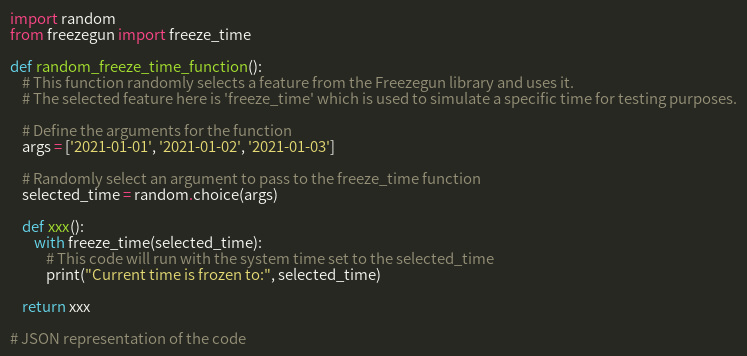 import random
from freezegun import freeze_time
def random_freeze_time_function():
# This function randomly selects a feature from the Freezegun library and uses it.
# The selected feature here is 'freeze_time' which is used to simulate a specific time for testing purposes.
# Define the arguments for the function
args = ['2021-01-01', '2021-01-02', '2021-01-03']
# Randomly select an argument to pass to the freeze_time function
selected_time = random.choice(args)
def xxx():
with freeze_time(selected_time):
# This code will run with the system time set to the selected_time
print("Current time is frozen to:", selected_time)
return xxx
# JSON representation of the code